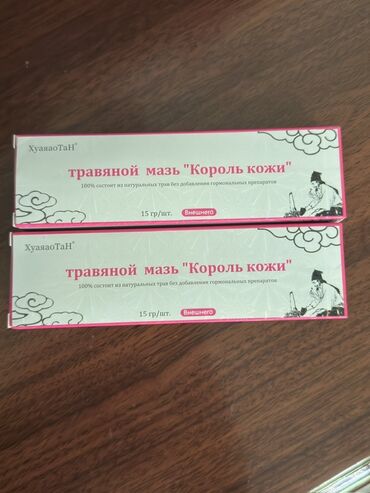 ХуаяаоТаН®
травяной мазь "Король кожи"
100% состоит из натуральных трав без добавления гормональных препаратов
15 гр/шт. Внешнего
ХуаяаоТаН®
травяной мазь "Король кожи"
100% состоит из натуральных трав без добавления гормональных препаратов
15 гр/шт. Внешнего